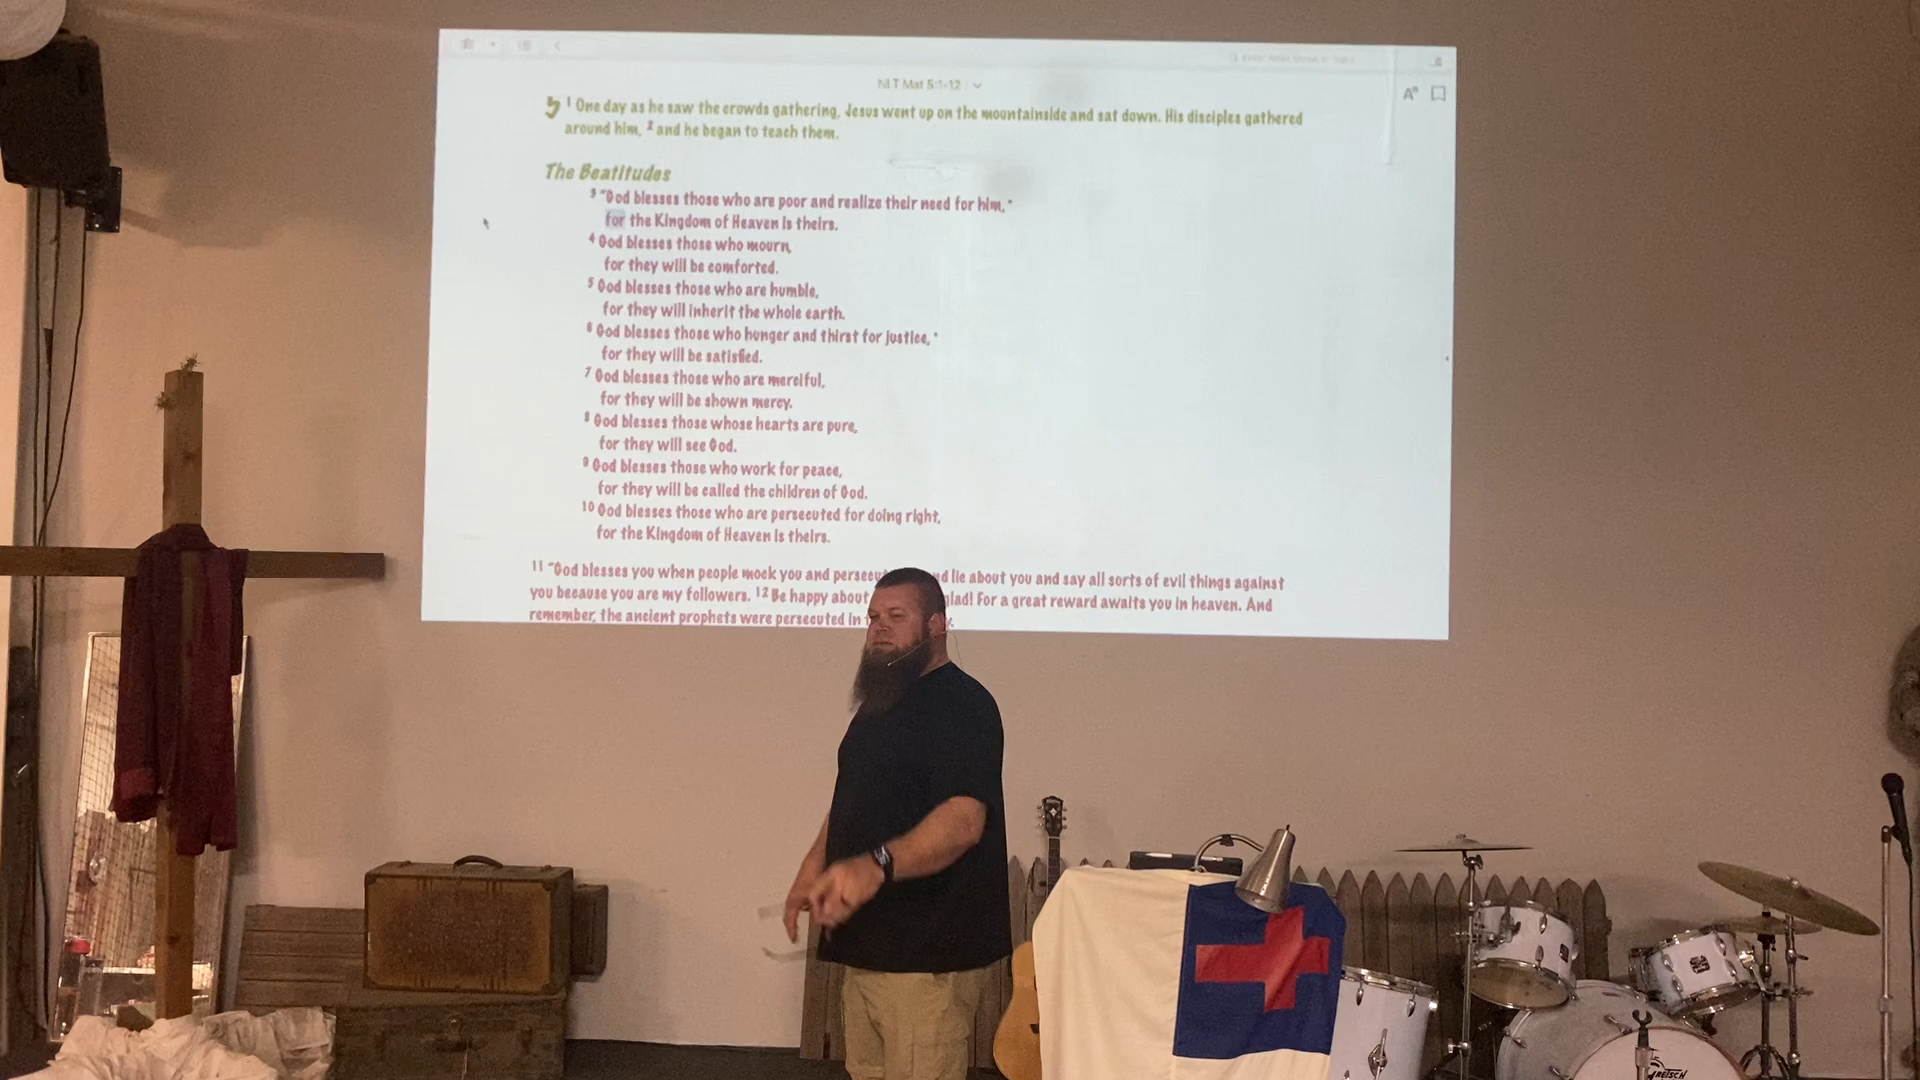 NLT Mat 5:1-12
5 1 One day as he saw the crowds gathering, Jesus went up on the mountainside and sat down. His disciples gathered
around him, 2 and he began to teach them.
The Beatitudes
3 "God blesses those who are poor and realize their need for him,*
for the Kingdom of Heaven is theirs.
4 God blesses those who mourn,
for they will be comforted.
5 God blesses those who are humble,
for they will inherit the whole earth.
6 God blesses those who hunger and thirst for justice,*
for they will be satisfied.
7 God blesses those who are merciful,
for they will be shown mercy.
8 God blesses those whose hearts are pure,
for they will see God.
9 God blesses those who work for peace,
for they will be called the children of God.
10 God blesses those who are persecuted for doing right,
for the Kingdom of Heaven is theirs.
11 "God blesses you when people mock you and persecu nd lie about you and say all sorts of evil things against
you because you are my followers. 12 Be happy about glad! For a great reward awaits you in heaven. And
remember, the ancient prophets were persecuted in
GRETSCH